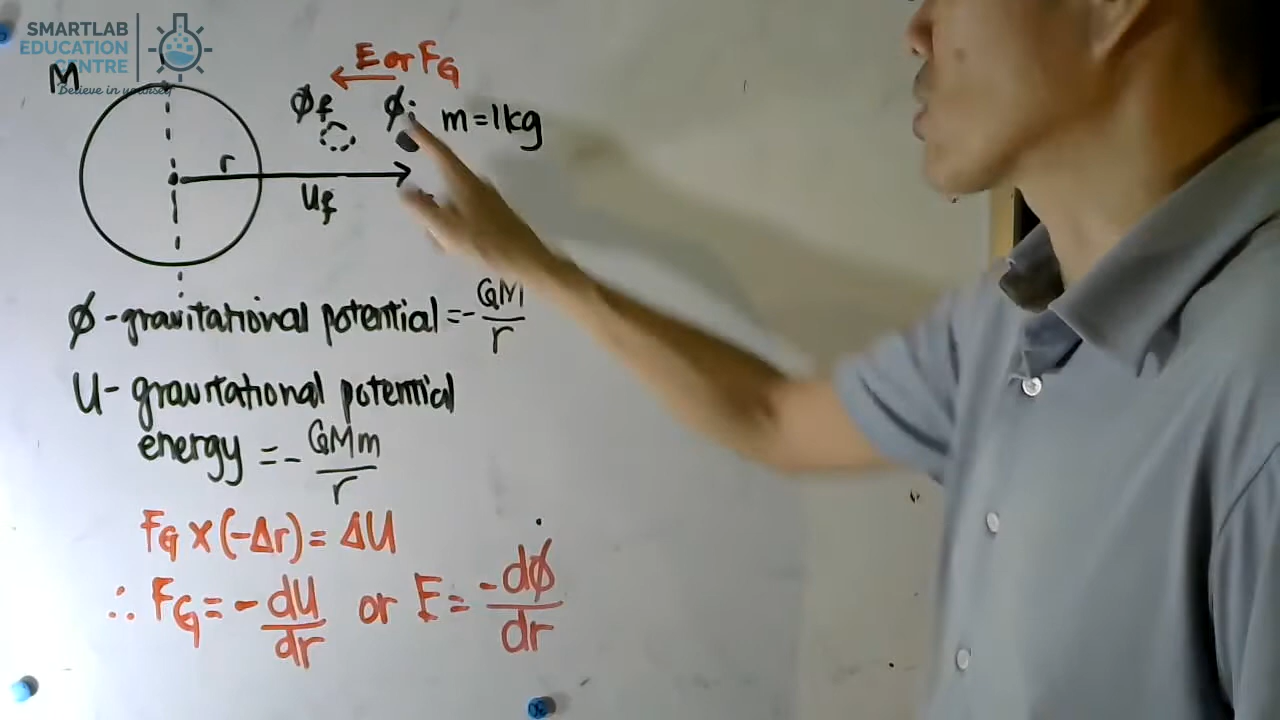 SMARTLAB
EDUCATION
CENTRE
Believe in yourself
M
E or FG
ϕf ϕi m = 1kg
r
Uf
ϕ - gravitational potential = - GM/r
U - gravitational potential
energy = - GMm/r
FG × (-Δr) = ΔU
∴ FG = - dU/dr or E = -dϕ/dr